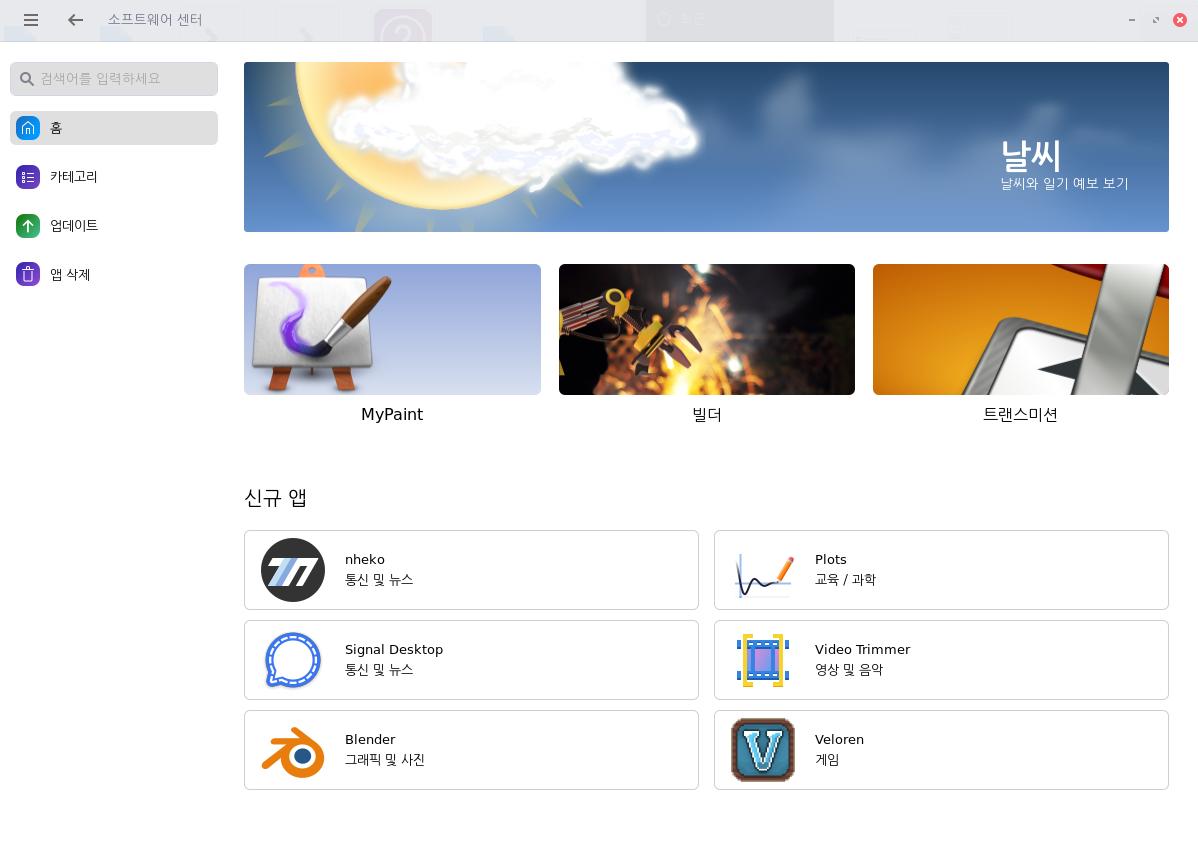 소프트웨어 센터
검색어를 입력하세요
홈
카테고리
업데이트
앱 삭제
날씨
날씨와 일기 예보 보기
MyPaint
빌더
트랜스미션
신규 앱
nheko
통신 및 뉴스
Plots
교육 / 과학
Signal Desktop
통신 및 뉴스
Video Trimmer
영상 및 음악
Blender
그래픽 및 사진
Veloren
게임